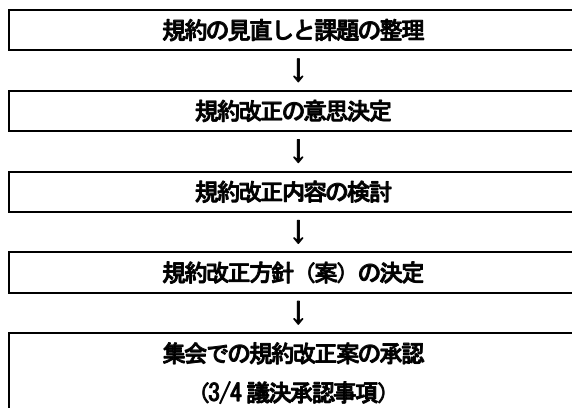 規約の見直しと課題の整理
↓
規約改正の意思決定
↓
規約改正内容の検討
↓
規約改正方針（案）の決定
↓
集会での規約改正案の承認
(3/4 議決承認事項)